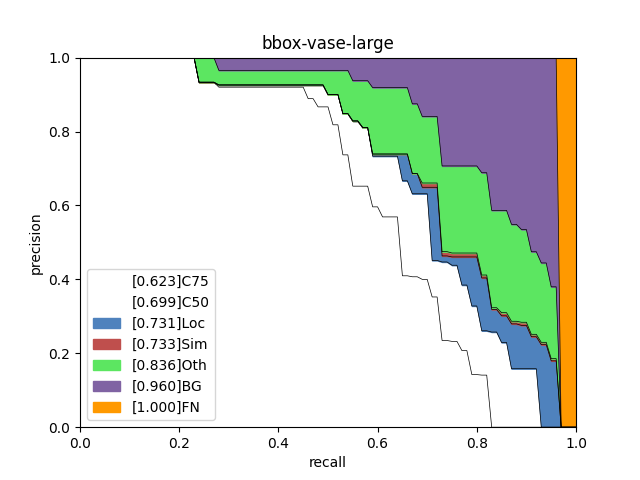 bbox-vase-large
1.0
0.8
0.6
0.4
0.2
0.0
precision
[0.623]C75
[0.699]C50
[0.731]Loc
[0.733]Sim
[0.836]Oth
[0.960]BG
[1.000]FN
0.0 0.2 0.4 0.6 0.8 1.0
recall